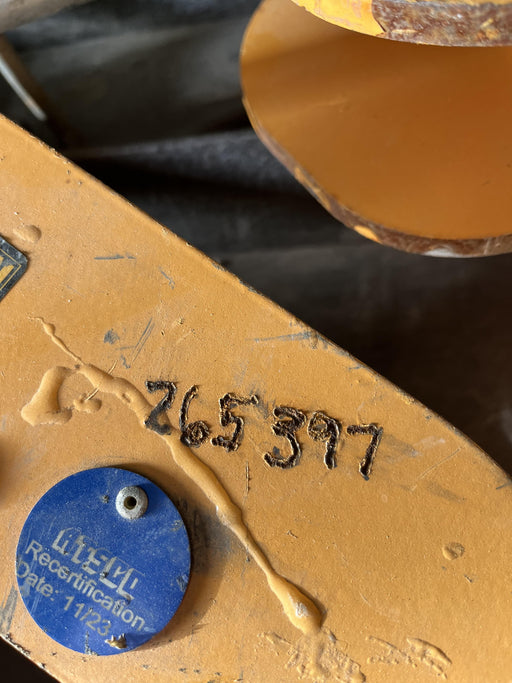 265397
Recertification
Date: 11/23